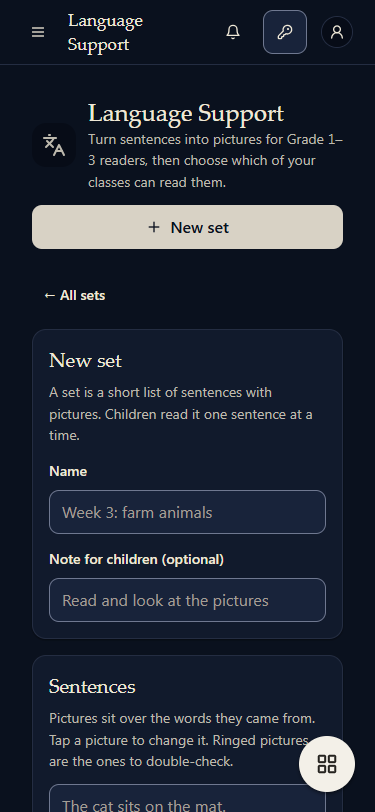 Language
Support
Language Support
Turn sentences into pictures for Grade 1–
3 readers, then choose which of your
classes can read them.
+ New set
← All sets
New set
A set is a short list of sentences with
pictures. Children read it one sentence at a
time.
Name
Week 3: farm animals
Note for children (optional)
Read and look at the pictures
Sentences
Pictures sit over the words they came from.
Tap a picture to change it. Ringed pictures
are the ones to double-check.
The cat sits on the mat.